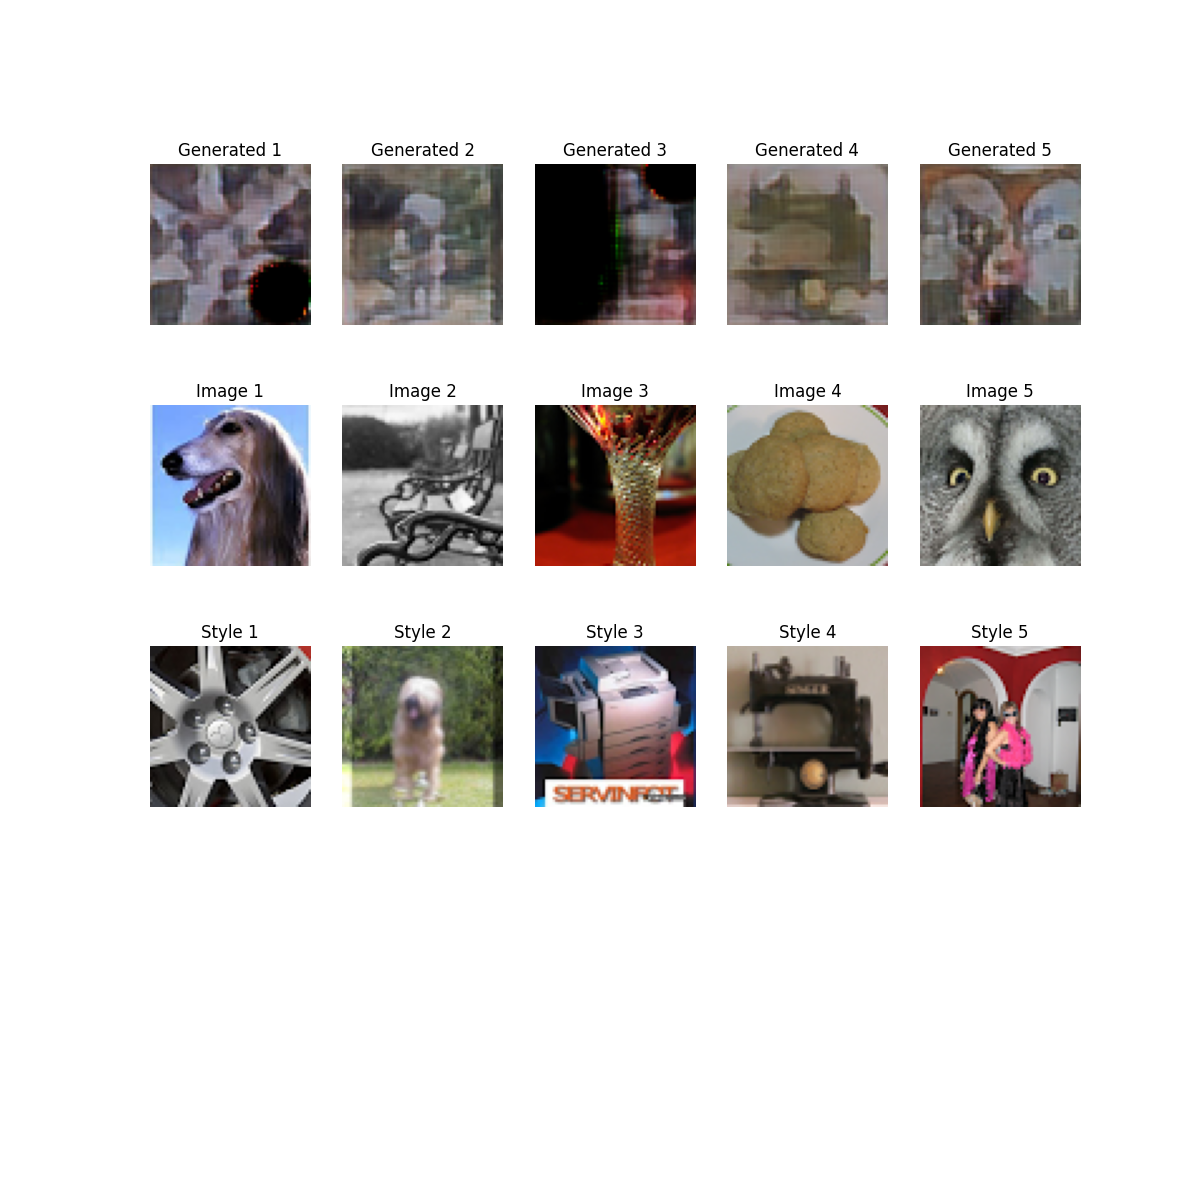 Generated 1
Generated 2
Generated 3
Generated 4
Generated 5
Image 1
Image 2
Image 3
Image 4
Image 5
Style 1
Style 2
Style 3
Style 4
Style 5
SINGER